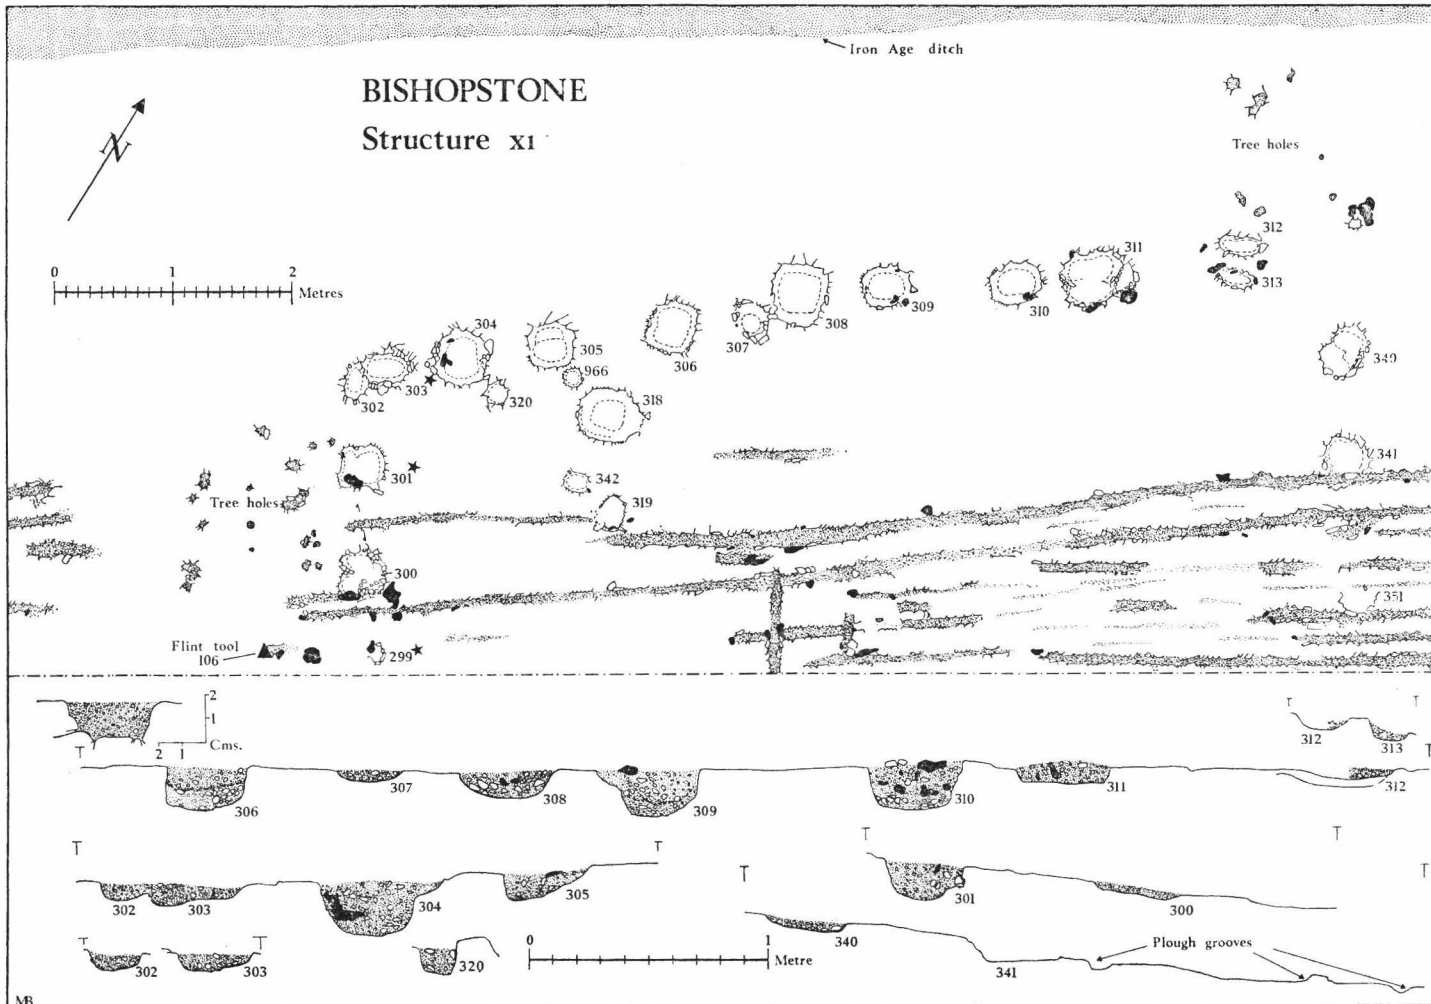 Iron Age ditch
BISHOPSTONE
Structure XI
N
Tree holes
0 1 2
Metres
312
311
313
304
309
310
308
305
307
306
340
966
303
302
320
318
341
301
342
Tree holes
319
300
351
Flint tool
106
299
2
1
2 1 Cms.
T
T
T
312
313
T
T
306
307
308
309
310
311
312
T
T
T
T
T
T
302
303
304
305
301
300
340
T
T
302
303
320
0 1
Metre
341
Plough grooves
MB